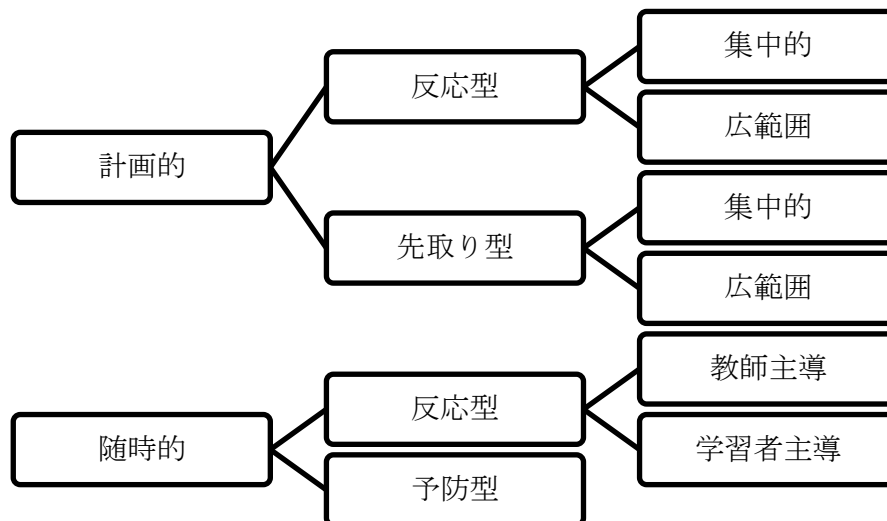 計画的
反応型
集中的
広範囲
先取り型
集中的
広範囲
随時的
反応型
教師主導
学習者主導
予防型